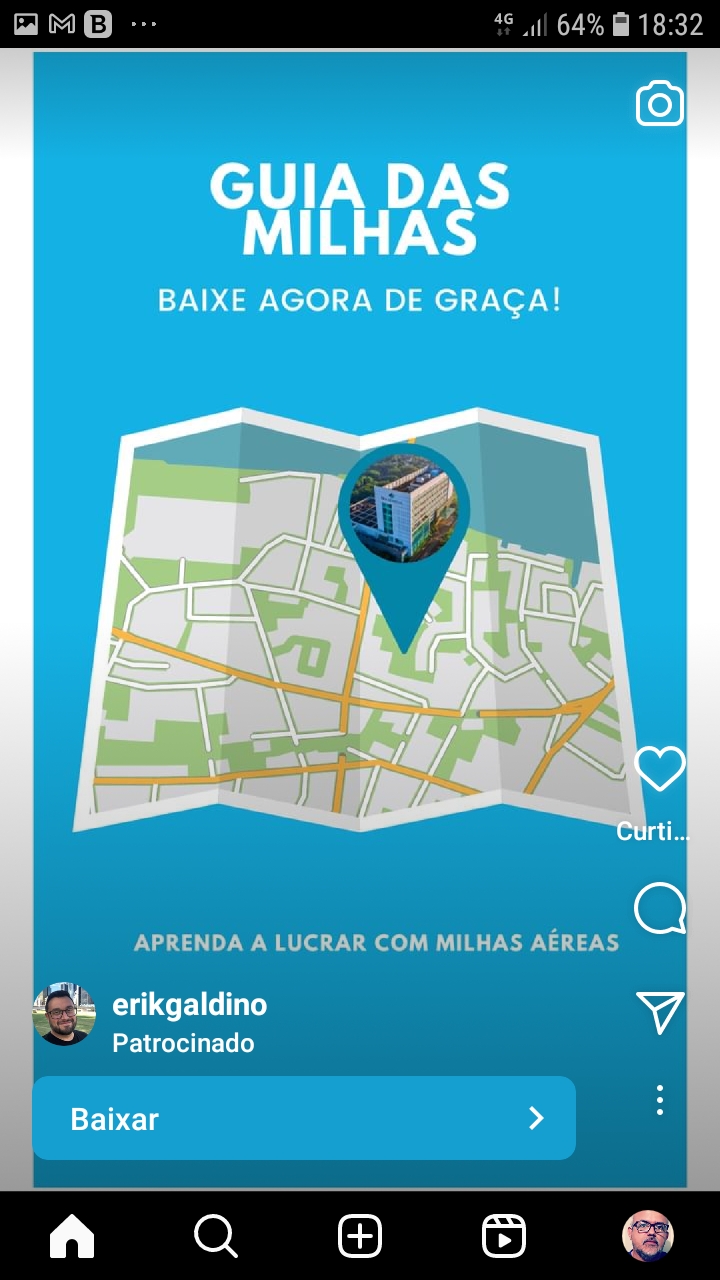 4G 64% 18:32
GUIA DAS
MILHAS
BAIXE AGORA DE GRAÇA!
Curti...
APRENDA A LUCRAR COM MILHAS AÉREAS
erikgaldino
Patrocinado
Baixar